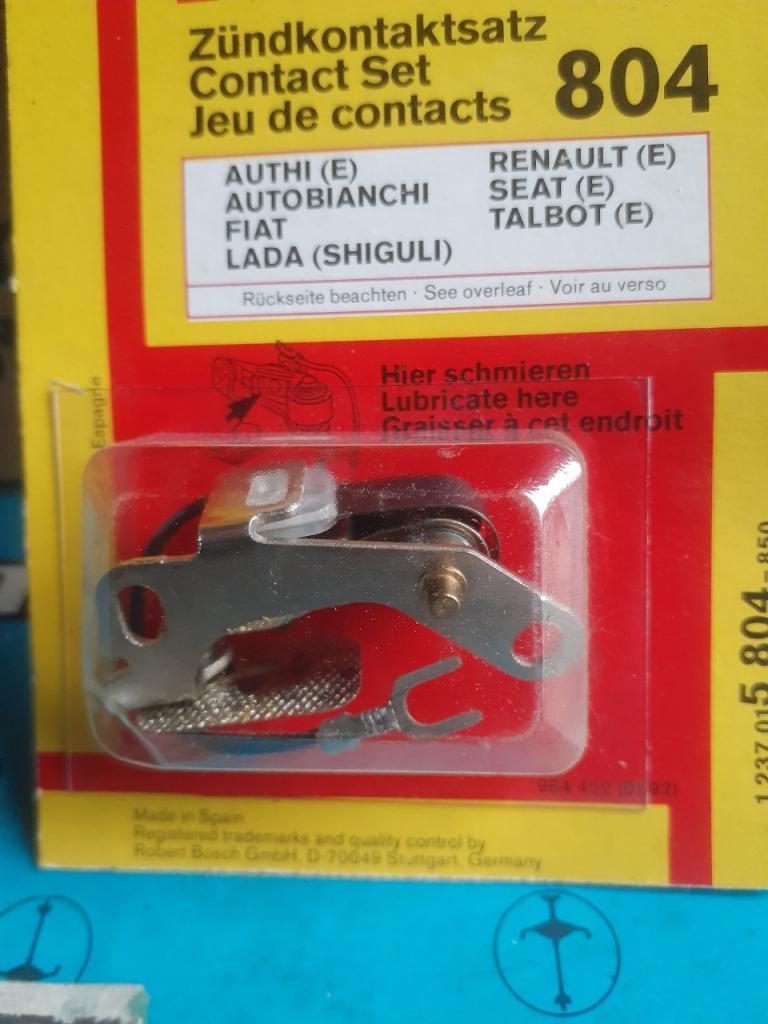 Zündkontaktsatz
Contact Set
Jeu de contacts
804
AUTHI (E)
AUTOBIANCHI
FIAT
LADA (SHIGULI)
RENAULT (E)
SEAT (E)
TALBOT (E)
Rückseite beachten · See overleaf · Voir au verso
Hier schmieren
Lubricate here
Graisser à cet endroit
Espagne
1 237 015 804-850
Made in Spain
Registered trademarks and quality control by
Robert Bosch GmbH. D-70049 Stuttgart, Germany